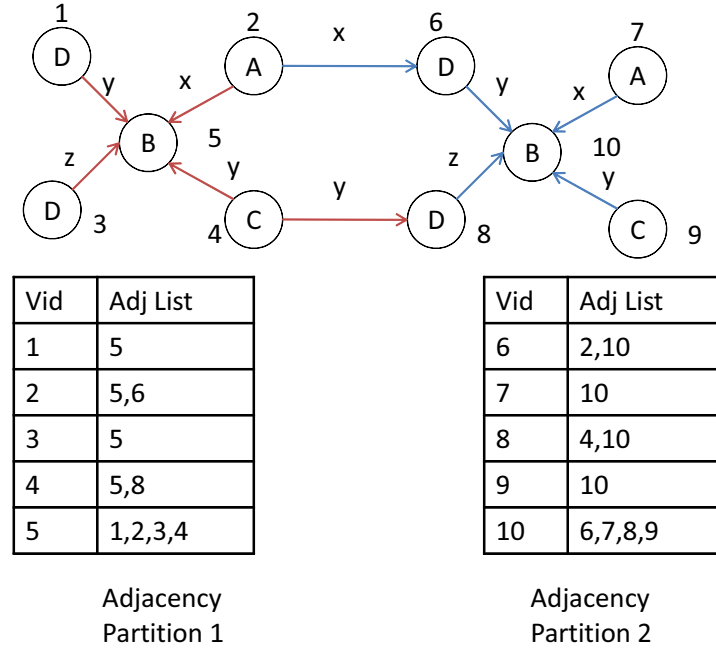 1 2 6 7
D A x D A
y x y x
B 5 B 10
z y y z y
D 3 4 C D 8 C 9
Vid Adj List
1 5
2 5,6
3 5
4 5,8
5 1,2,3,4
Adjacency
Partition 1
Vid Adj List
6 2,10
7 10
8 4,10
9 10
10 6,7,8,9
Adjacency
Partition 2